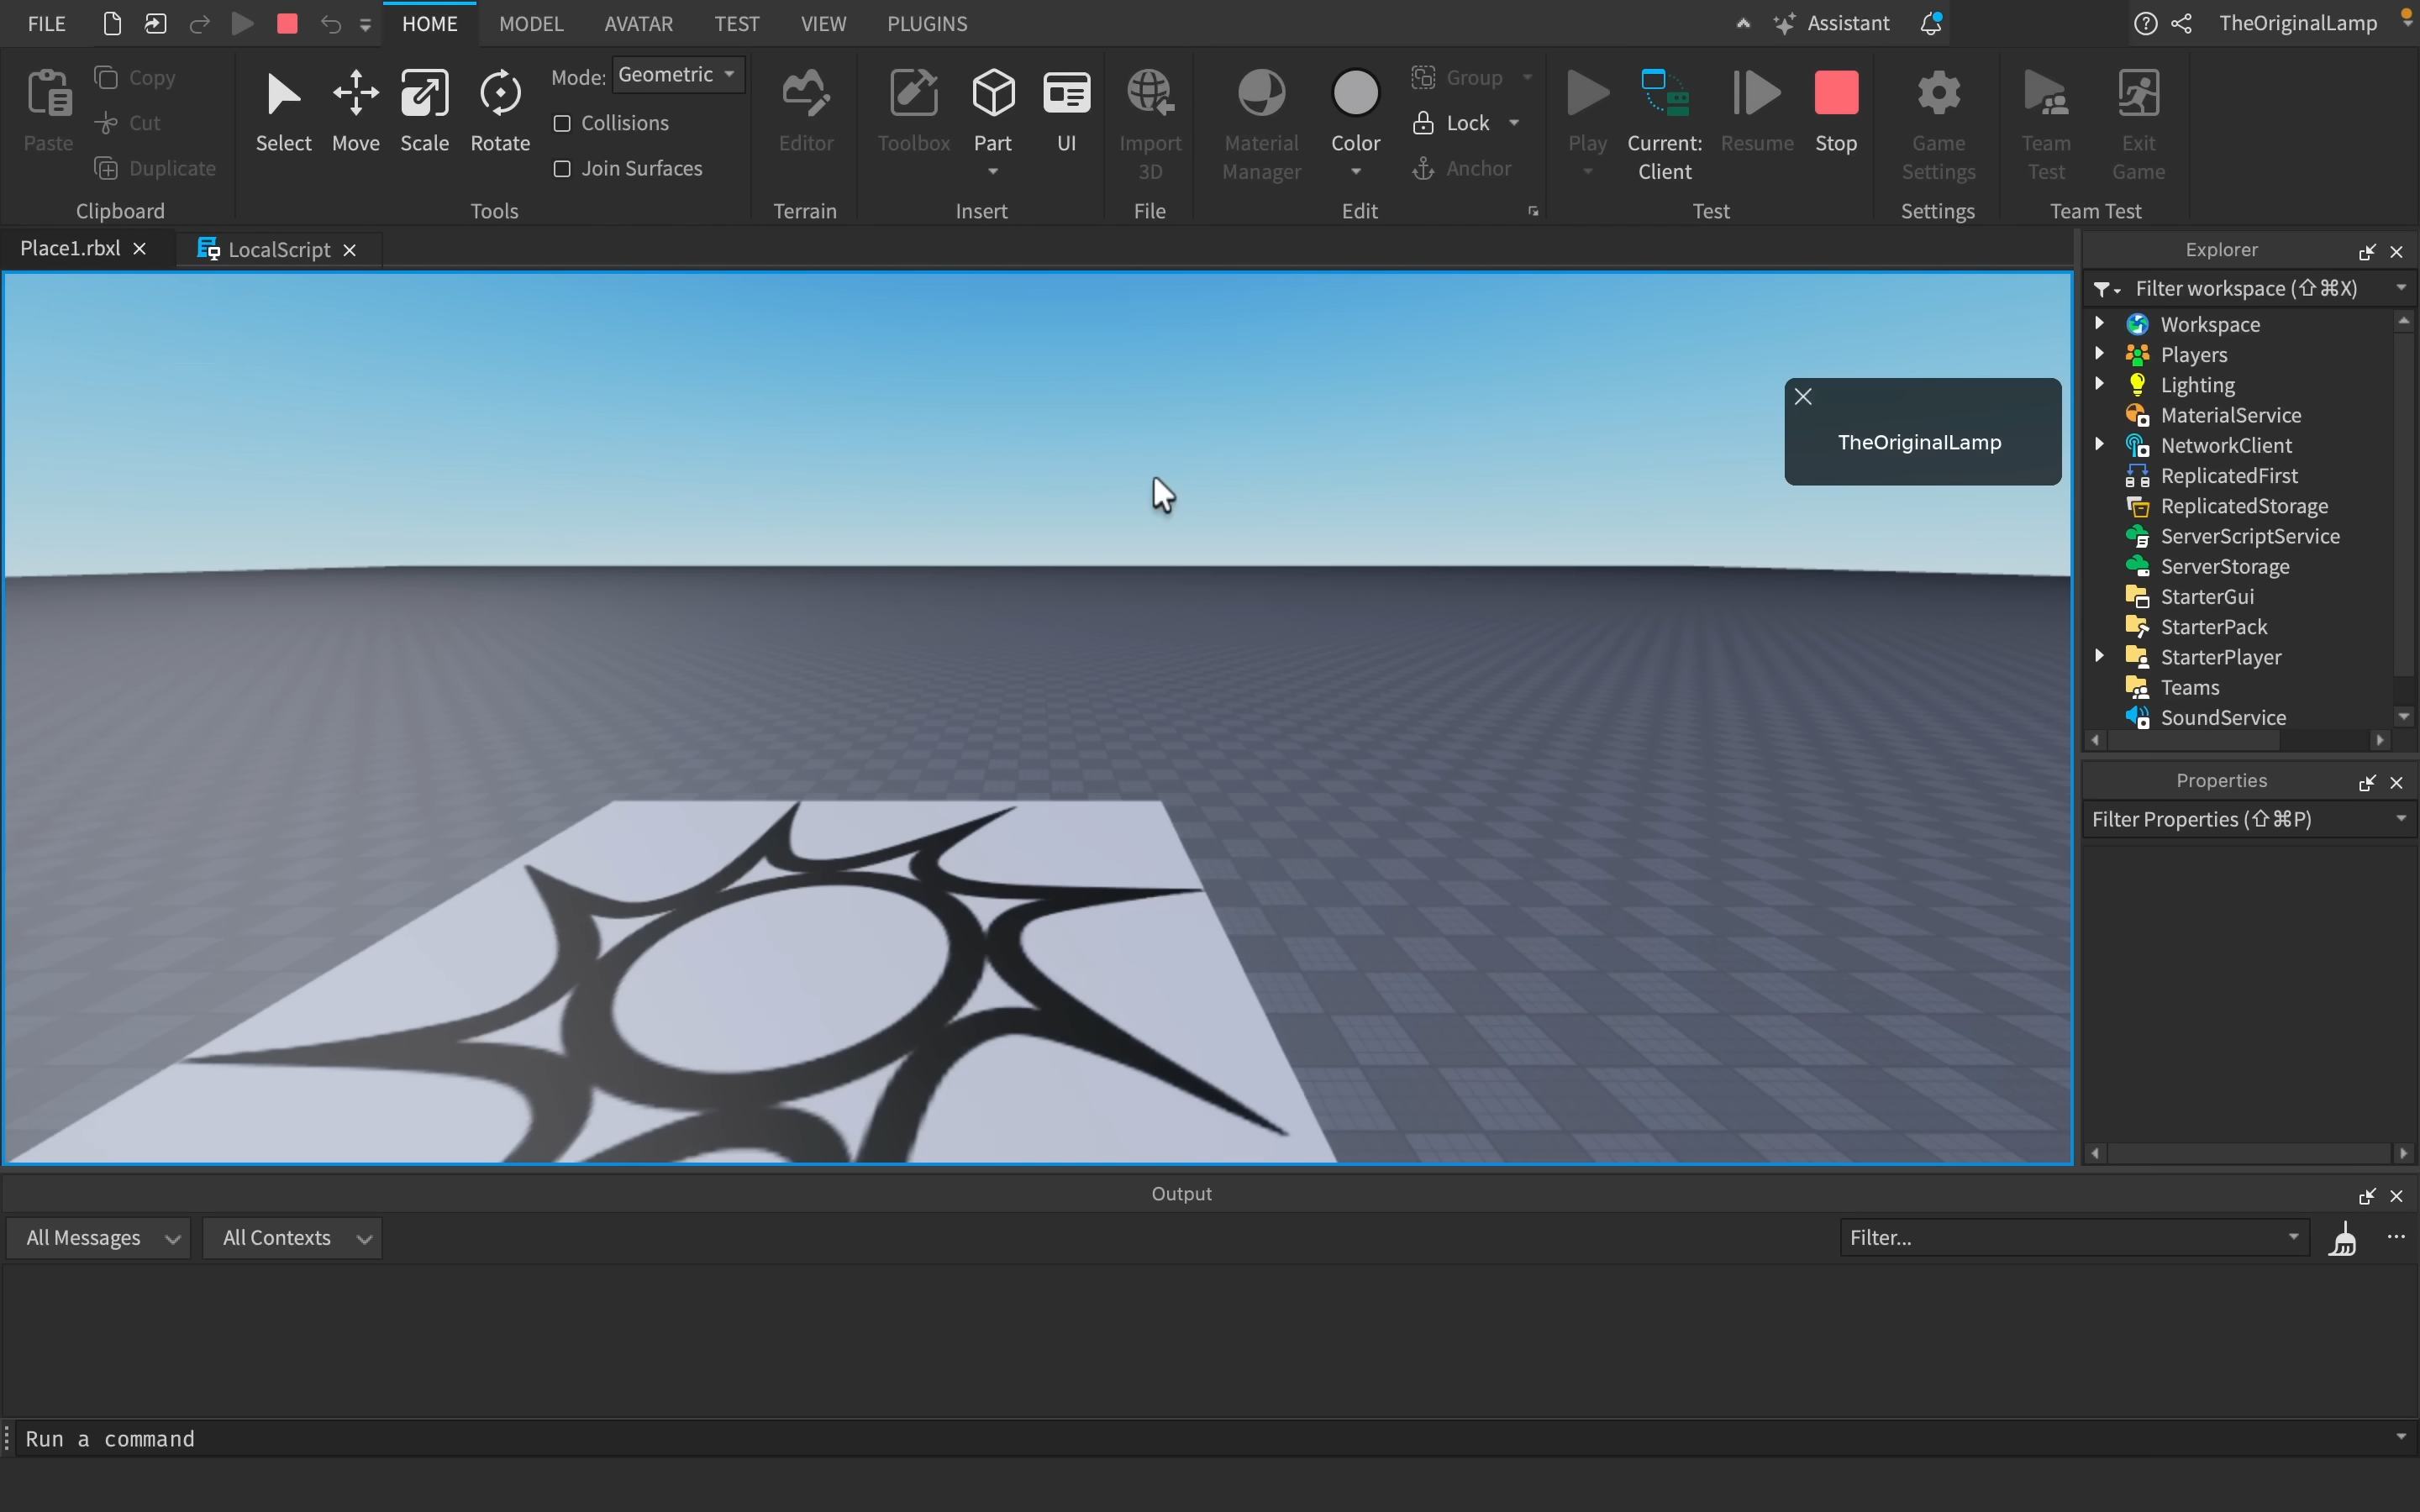 FILE HOME MODEL AVATAR TEST VIEW PLUGINS Assistant TheOriginalLamp
Paste
Copy
Cut
Duplicate
Clipboard
Select Move Scale Rotate
Mode: Geometric
Collisions
Join Surfaces
Tools
Editor
Terrain
Toolbox Part UI
Insert
Import
3D
File
Material
Manager
Color
Group
Lock
Anchor
Edit
Play Current: Resume Stop
Client
Test
Game
Settings
Settings
Team
Test
Exit
Game
Team Test
Place1.rbxl LocalScript
TheOriginalLamp
Explorer
Filter workspace (⇧⌘X)
Workspace
Players
Lighting
MaterialService
NetworkClient
ReplicatedFirst
ReplicatedStorage
ServerScriptService
ServerStorage
StarterGui
StarterPack
StarterPlayer
Teams
SoundService
Properties
Filter Properties (⇧⌘P)
Output
All Messages All Contexts Filter...
Run a command